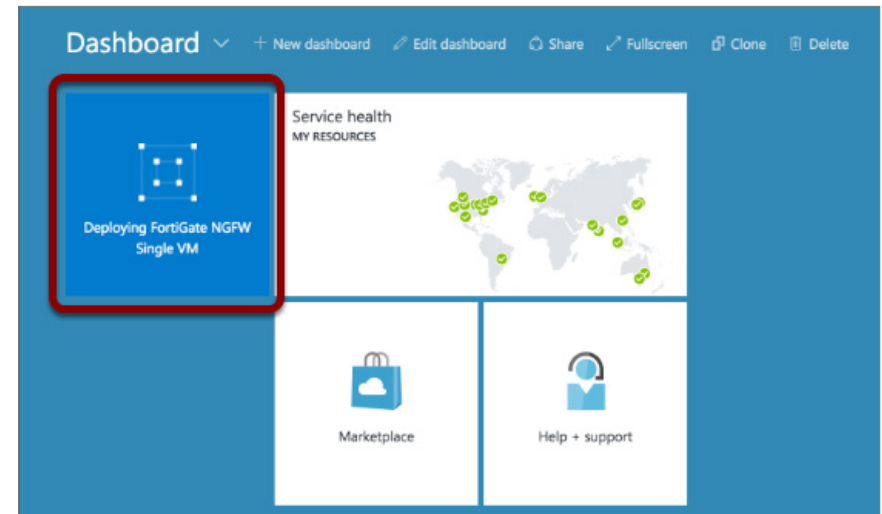 Dashboard
New dashboard
Edit dashboard
Share
Fullscreen
Clone
Delete
Deploying FortiGate NGFW
Single VM
Service health
MY RESOURCES
Marketplace
Help + support